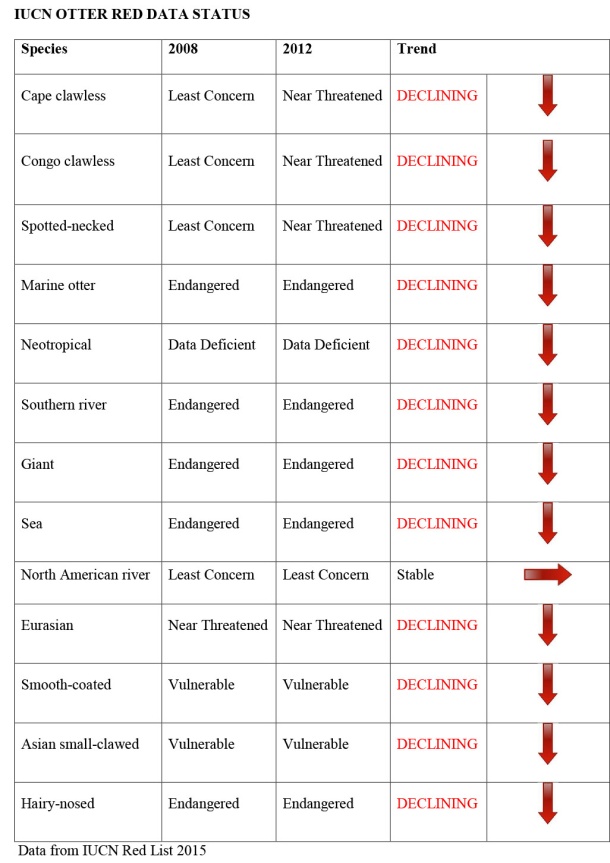 IUCN OTTER RED DATA STATUS
Species 2008 2012 Trend
Cape clawless Least Concern Near Threatened DECLINING
Congo clawless Least Concern Near Threatened DECLINING
Spotted-necked Least Concern Near Threatened DECLINING
Marine otter Endangered Endangered DECLINING
Neotropical Data Deficient Data Deficient DECLINING
Southern river Endangered Endangered DECLINING
Giant Endangered Endangered DECLINING
Sea Endangered Endangered DECLINING
North American river Least Concern Least Concern Stable
Eurasian Near Threatened Near Threatened DECLINING
Smooth-coated Vulnerable Vulnerable DECLINING
Asian small-clawed Vulnerable Vulnerable DECLINING
Hairy-nosed Endangered Endangered DECLINING
Data from IUCN Red List 2015